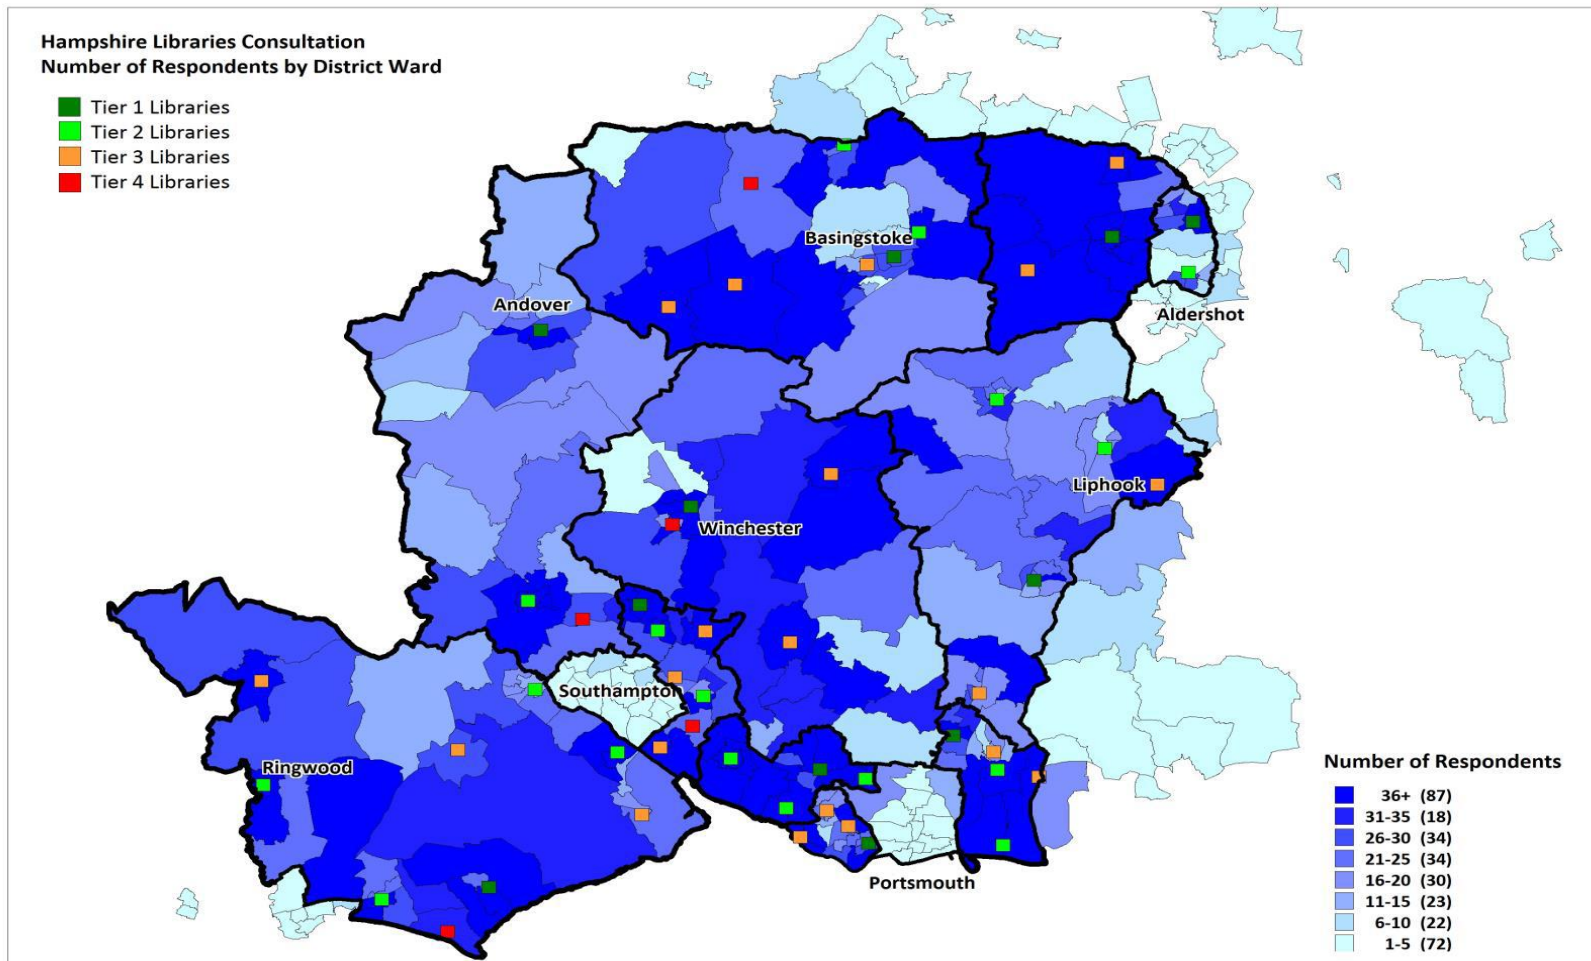 Hampshire Libraries Consultation
Number of Respondents by District Ward
Tier 1 Libraries
Tier 2 Libraries
Tier 3 Libraries
Tier 4 Libraries
Basingstoke
Andover
Aldershot
Liphook
Winchester
Southampton
Ringwood
Portsmouth
Number of Respondents
36+ (87)
31-35 (18)
26-30 (34)
21-25 (34)
16-20 (30)
11-15 (23)
6-10 (22)
1-5 (72)